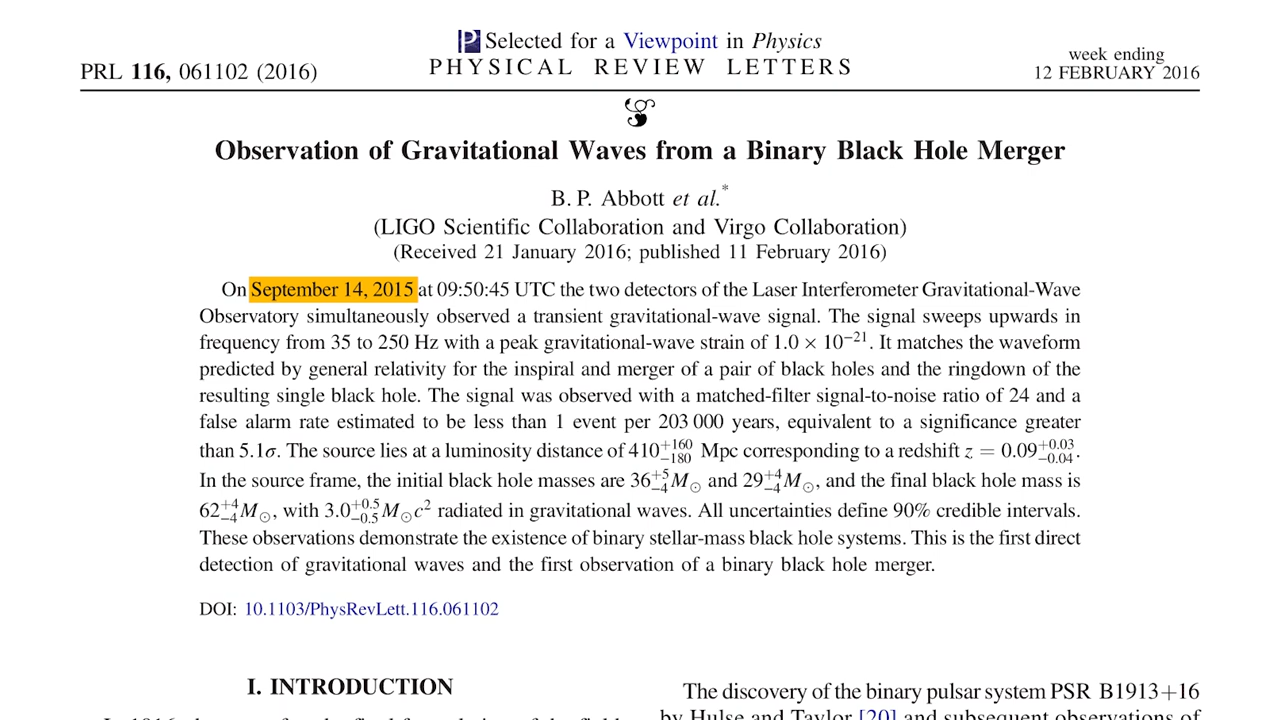 Selected for a Viewpoint in Physics
PRL 116, 061102 (2016)
PHYSICAL REVIEW LETTERS
week ending
12 FEBRUARY 2016
Observation of Gravitational Waves from a Binary Black Hole Merger
B. P. Abbott et al.*
(LIGO Scientific Collaboration and Virgo Collaboration)
(Received 21 January 2016; published 11 February 2016)
On September 14, 2015 at 09:50:45 UTC the two detectors of the Laser Interferometer Gravitational-Wave
Observatory simultaneously observed a transient gravitational-wave signal. The signal sweeps upwards in
frequency from 35 to 250 Hz with a peak gravitational-wave strain of 1.0 × 10⁻²¹. It matches the waveform
predicted by general relativity for the inspiral and merger of a pair of black holes and the ringdown of the
resulting single black hole. The signal was observed with a matched-filter signal-to-noise ratio of 24 and a
false alarm rate estimated to be less than 1 event per 203 000 years, equivalent to a significance greater
than 5.1σ. The source lies at a luminosity distance of 410+160−180 Mpc corresponding to a redshift z = 0.09+0.03−0.04.
In the source frame, the initial black hole masses are 36+5−4M⊙ and 29+4−4M⊙, and the final black hole mass is
62+4−4M⊙, with 3.0+0.5−0.5M⊙c² radiated in gravitational waves. All uncertainties define 90% credible intervals.
These observations demonstrate the existence of binary stellar-mass black hole systems. This is the first direct
detection of gravitational waves and the first observation of a binary black hole merger.
DOI: 10.1103/PhysRevLett.116.061102
I. INTRODUCTION
The discovery of the binary pulsar system PSR B1913+16
by Hulse and Taylor [20] and subsequent observations of